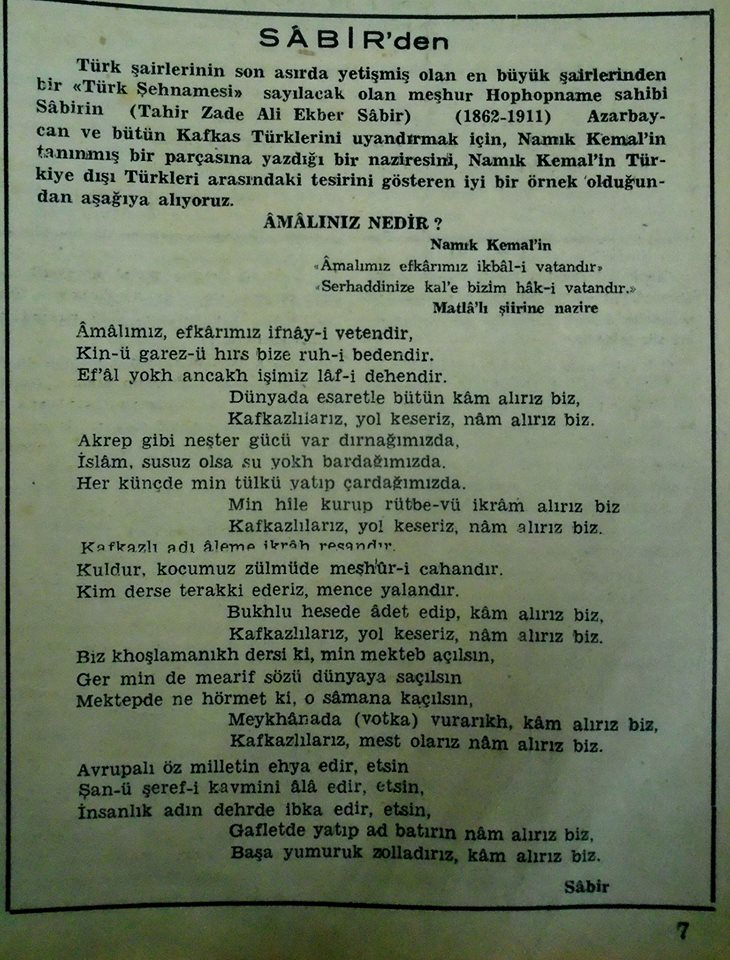 SÂBİR'den
Türk şairlerinin son asırda yetişmiş olan en büyük şairlerinden
bir «Türk Şehnamesi» sayılacak olan meşhur Hophopname sahibi
Sâbirin (Tahir Zade Ali Ekber Sâbir) (1862-1911) Azarbay-
can ve bütün Kafkas Türklerini uyandırmak için, Namık Kemal'in
tanınmış bir parçasına yazdığı bir naziresini, Namık Kemal'in Tür-
kiye dışı Türkleri arasındaki tesirini gösteren iyi bir örnek olduğun-
dan aşağıya alıyoruz.
ÂMÂLINIZ NEDİR ?
Namık Kemal'in
«Âmalımız efkârımız ikbâl-i vatandır»
«Serhaddinize kal'e bizim hâk-i vatandır.»
Matlâ'lı şiirine nazire
Âmâlımız, efkârımız ifnây-i vetendir,
Kin-ü garez-ü hırs bize ruh-i bedendir.
Ef'âl yokh ancakh işimiz lâf-i dehendir.
Dünyada esaretle bütün kâm alırız biz,
Kafkazlılarız, yol keseriz, nâm alırız biz.
Akrep gibi neşter gücü var dırnağımızda,
İslâm, susuz olsa su yokh bardağımızda.
Her künçde min tülkü yatıp çardağımızda.
Min hile kurup rütbe-vü ikrâm alırız biz
Kafkazlılarız, yol keseriz, nâm alırız biz.
Kafkazlı adı âleme ikrâh resandır.
Kuldur, kocumuz zülmüde meşhûr-i cahandır.
Kim derse terakki ederiz, mence yalandır.
Bukhlu hesede âdet edip, kâm alırız biz,
Kafkazlılarız, yol keseriz, nâm alırız biz.
Biz khoşlamanıkh dersi ki, min mekteb açılsın,
Ger min de mearif sözü dünyaya saçılsın
Mektepde ne hörmet ki, o sâmana kaçılsın,
Meykhânada (votka) vurarıkh, kâm alırız biz,
Kafkazlılarız, mest olarız nâm alırız biz.
Avrupalı öz milletin ehya edir, etsin
Şan-ü şeref-i kavmini âlâ edir, etsin,
İnsanlık adın dehrde ibka edir, etsin,
Gafletde yatıp ad batırın nâm alırız biz,
Başa yumuruk zolladırız, kâm alırız biz.
Sâbir
7